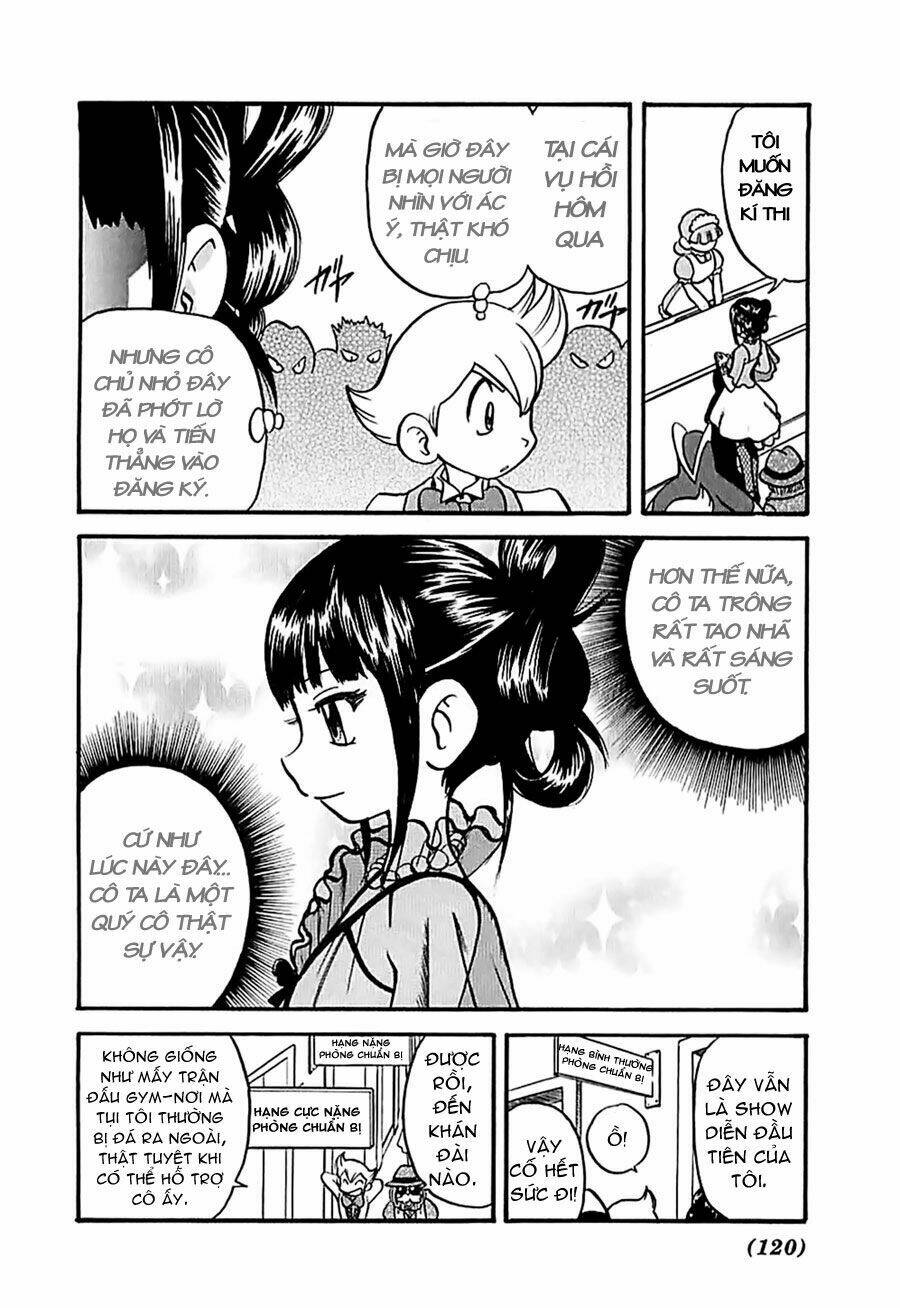 TÔI
MUỐN
ĐĂNG
KÍ THI
TẠI CÁI
VỤ HỒI
HÔM
QUA
MÀ GIỜ ĐÂY
BỊ MỌI NGƯỜI
NHÌN VỚI ÁC
Ý, THẬT KHÓ
CHỊU.
ガヤ
ガヤ
NHƯNG CÔ
CHỦ NHỎ ĐÂY
ĐÃ PHỚT LỜ
HỌ VÀ TIẾN
THẲNG VÀO
ĐĂNG KÝ.
HƠN THẾ NỮA,
CÔ TA TRÔNG
RẤT TAO NHÃ
VÀ RẤT SÁNG
SUỐT.
CỨ NHƯ
LÚC NÀY ĐÂY...
CÔ TA LÀ MỘT
QUÝ CÔ THẬT
SỰ VẬY.
ĐÂY VẪN
LÀ SHOW
DIỄN ĐẦU
TIÊN CỦA
TÔI.
HẠNG BÌNH THƯỜNG
PHÒNG CHUẨN BỊ
Ồ!
VẬY
CỐ HẾT
SỨC ĐI!
ĐƯỢC
RỒI,
ĐẾN
KHÁN
ĐÀI
NÀO.
HẠNG NẶNG
PHÒNG CHUẨN BỊ
HẠNG CỰC NẶNG
PHÒNG CHUẨN BỊ
KHÔNG GIỐNG
NHƯ MẤY TRẬN
ĐẤU GYM-NƠI MÀ
TỤI TÔI THƯỜNG
BỊ ĐÁ RA NGOÀI,
THẬT TUYỆT KHI
CÓ THỂ HỖ TRỢ
CÔ ẤY.
(120)